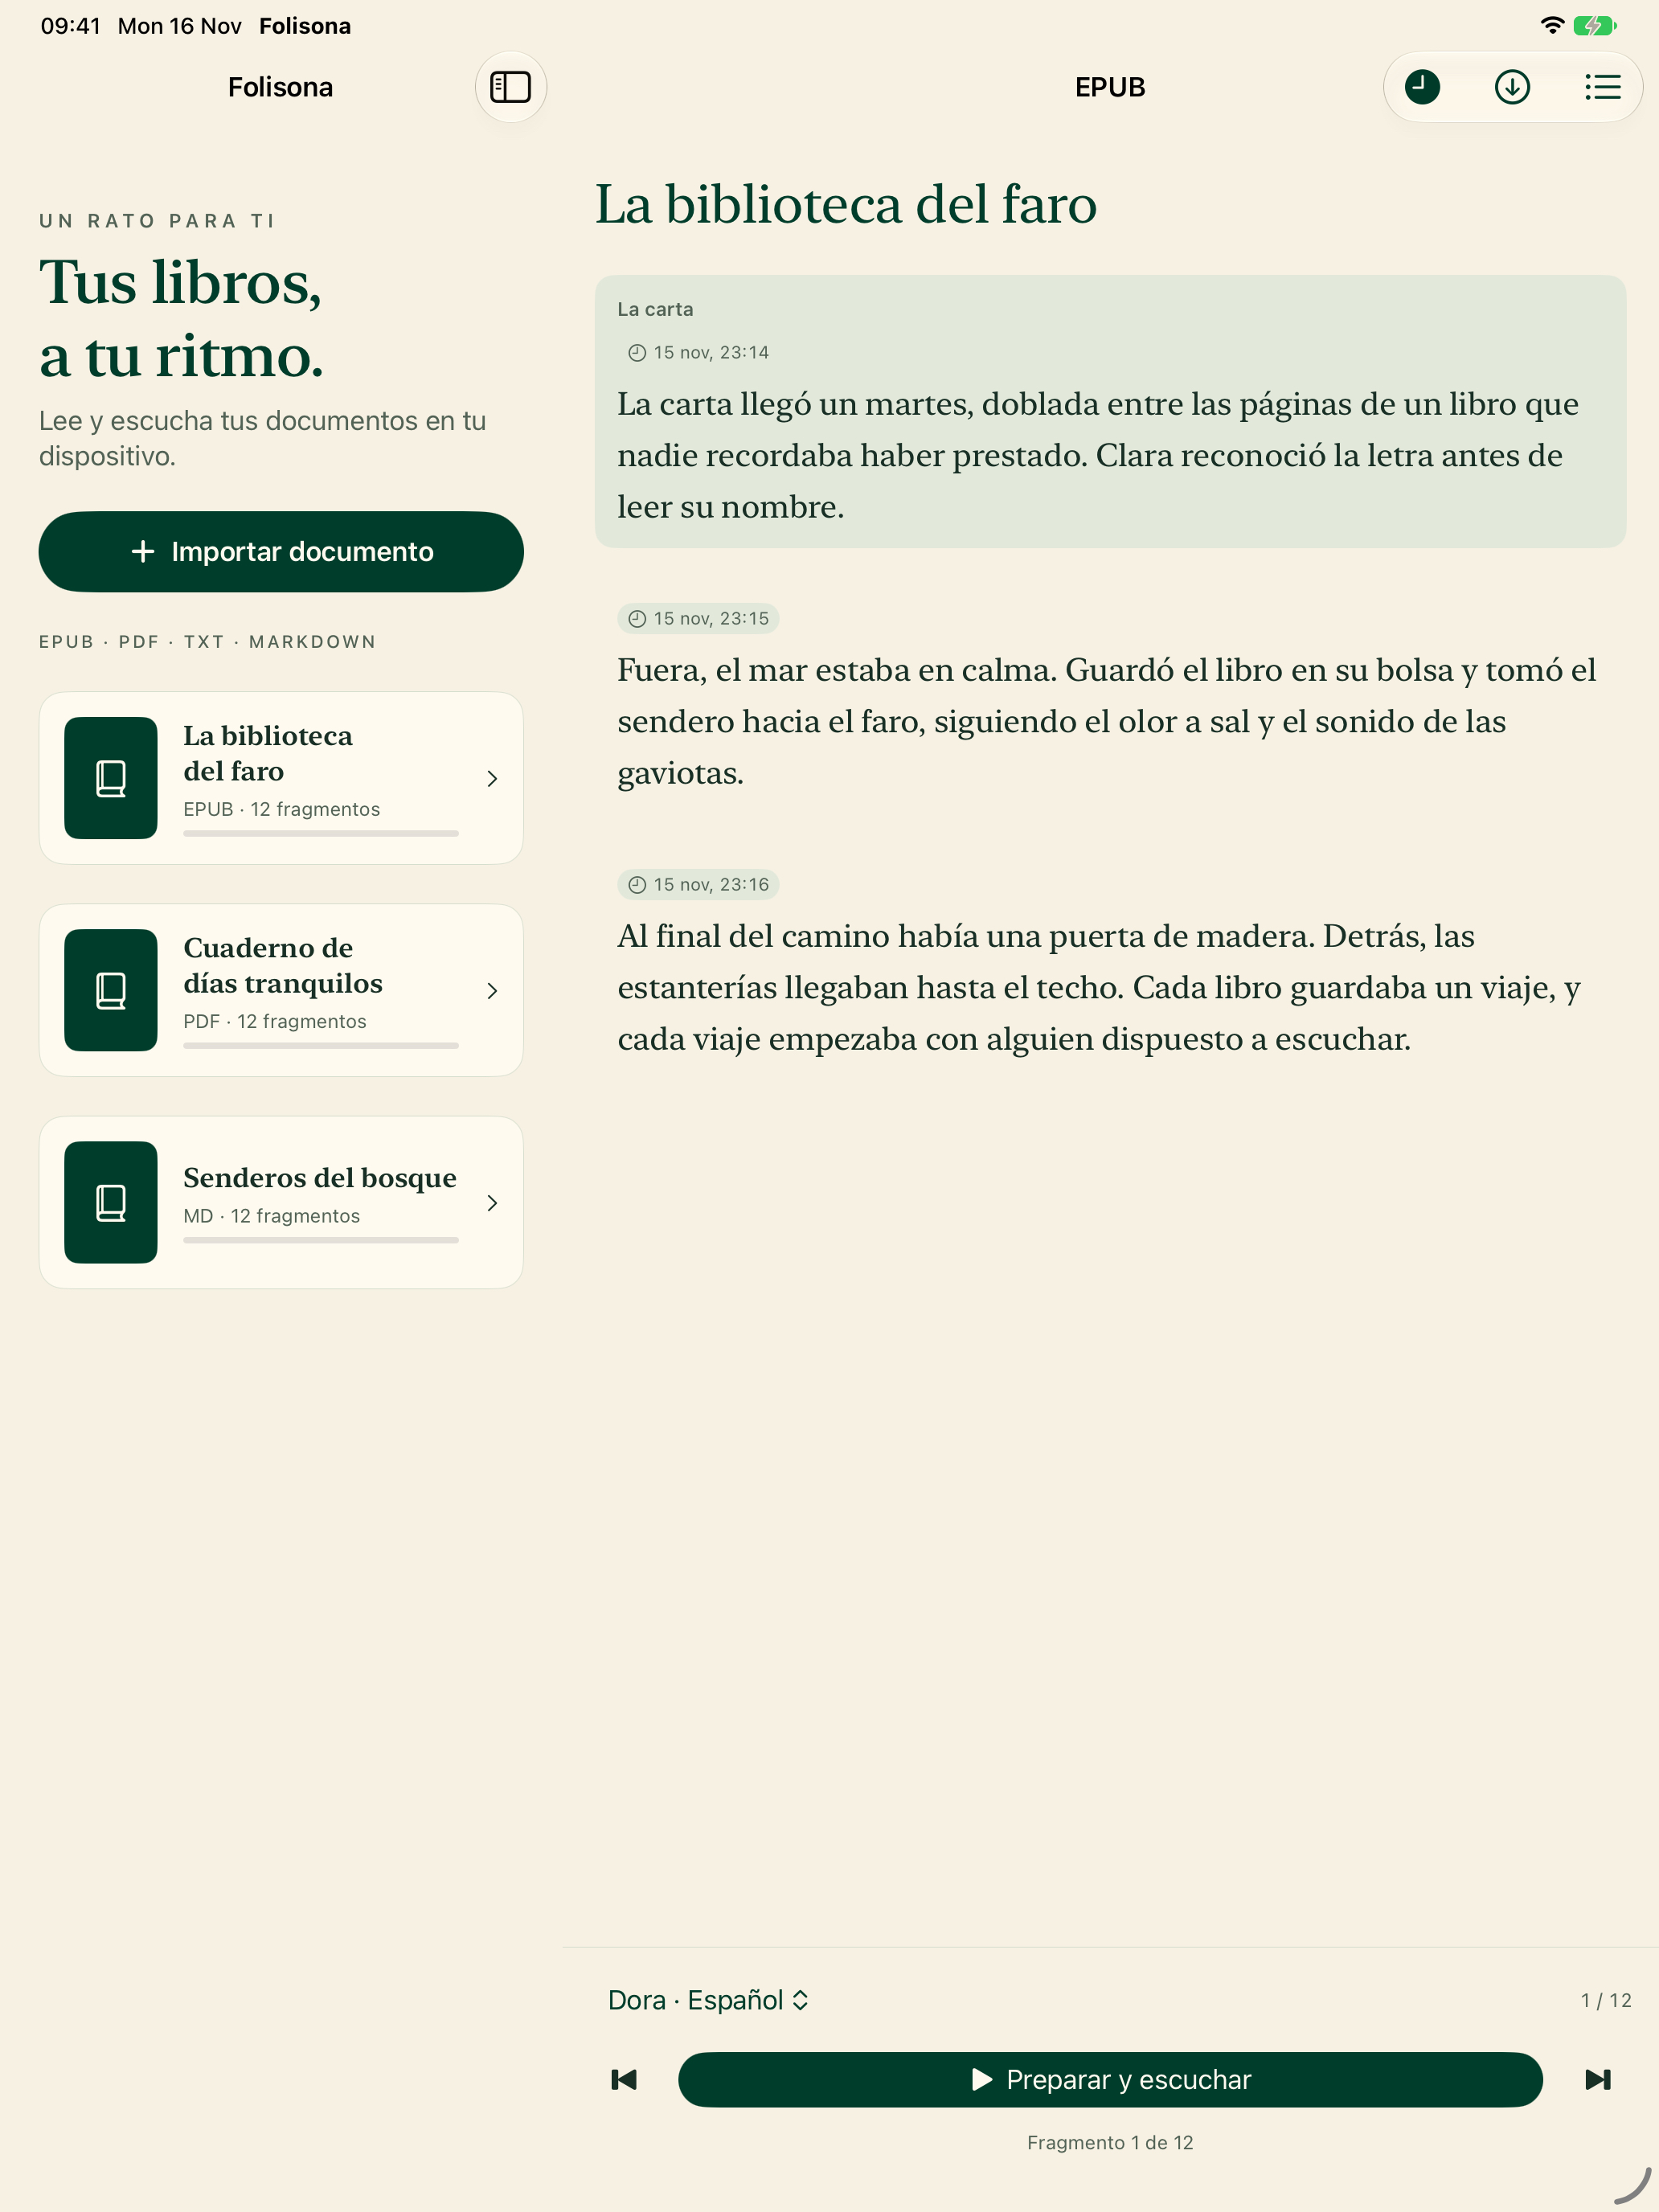 09:41 Mon 16 Nov Folisona
Folisona
EPUB
UN RATO PARA TI
Tus libros,
a tu ritmo.
Lee y escucha tus documentos en tu
dispositivo.
+ Importar documento
EPUB · PDF · TXT · MARKDOWN
La biblioteca
del faro
EPUB · 12 fragmentos
Cuaderno de
días tranquilos
PDF · 12 fragmentos
Senderos del bosque
MD · 12 fragmentos
La biblioteca del faro
La carta
15 nov, 23:14
La carta llegó un martes, doblada entre las páginas de un libro que
nadie recordaba haber prestado. Clara reconoció la letra antes de
leer su nombre.
15 nov, 23:15
Fuera, el mar estaba en calma. Guardó el libro en su bolsa y tomó el
sendero hacia el faro, siguiendo el olor a sal y el sonido de las
gaviotas.
15 nov, 23:16
Al final del camino había una puerta de madera. Detrás, las
estanterías llegaban hasta el techo. Cada libro guardaba un viaje, y
cada viaje empezaba con alguien dispuesto a escuchar.
Dora · Español
1 / 12
Preparar y escuchar
Fragmento 1 de 12